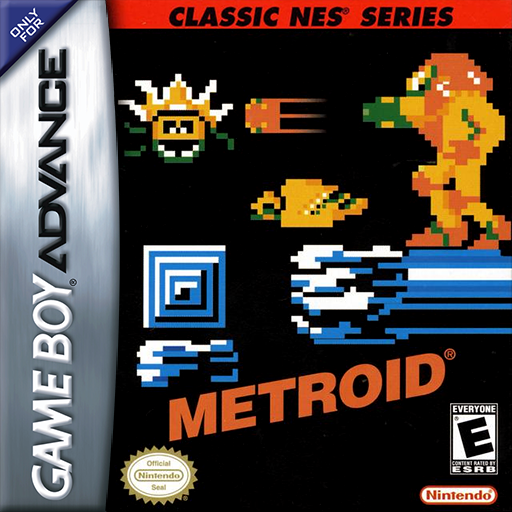 ONLY
FOR
GAME BOY ADVANCE
CLASSIC NES® SERIES
METROID®
Official
Nintendo
Seal
EVERYONE
E
CONTENT RATED BY
ESRB
Nintendo